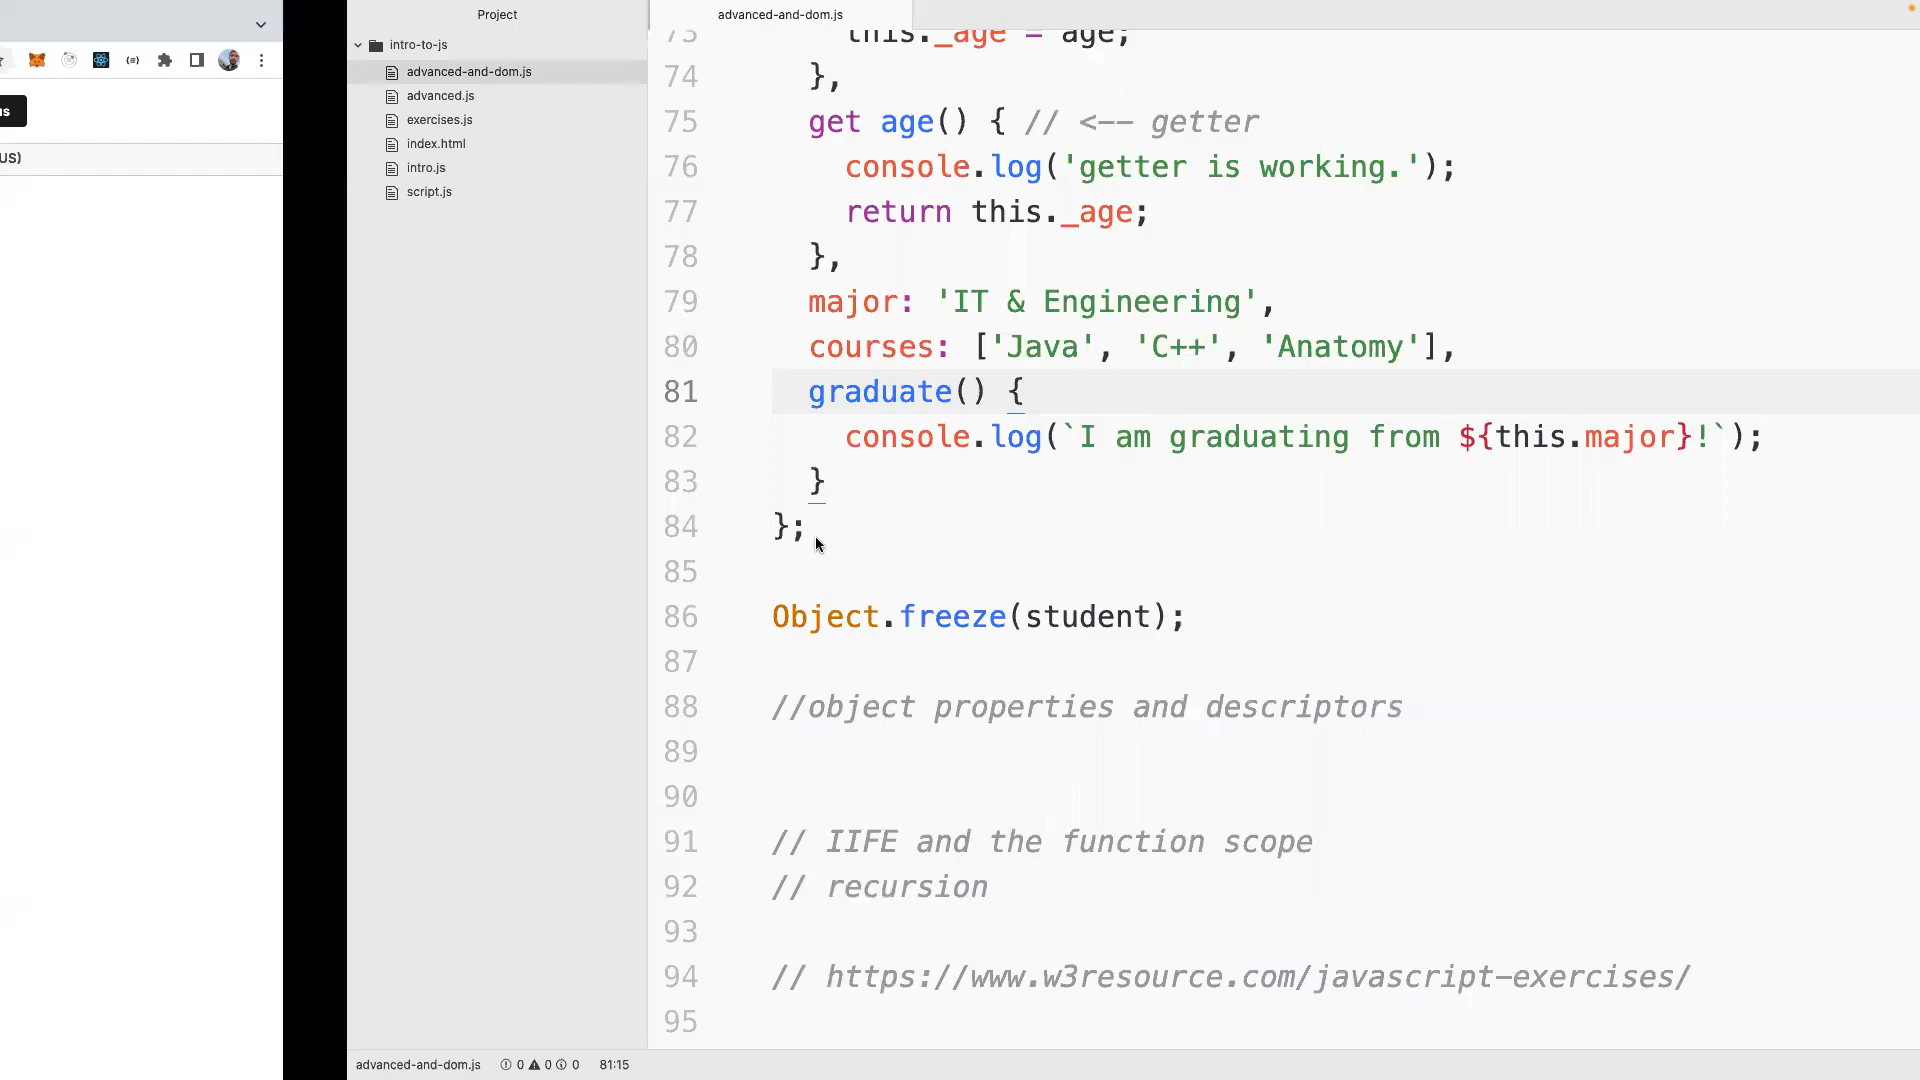 us
US)
Project
intro-to-js
advanced-and-dom.js
advanced.js
exercises.js
index.html
intro.js
script.js
advanced-and-dom.js
73 this._age = age;
74 },
75 get age() { // <-- getter
76 console.log('getter is working.');
77 return this._age;
78 },
79 major: 'IT & Engineering',
80 courses: ['Java', 'C++', 'Anatomy'],
81 graduate() {
82 console.log(`I am graduating from ${this.major}!`);
83 }
84 };
85
86 Object.freeze(student);
87
88 //object properties and descriptors
89
90
91 // IIFE and the function scope
92 // recursion
93
94 // https://www.w3resource.com/javascript-exercises/
95
advanced-and-dom.js 0 0 0 81:15